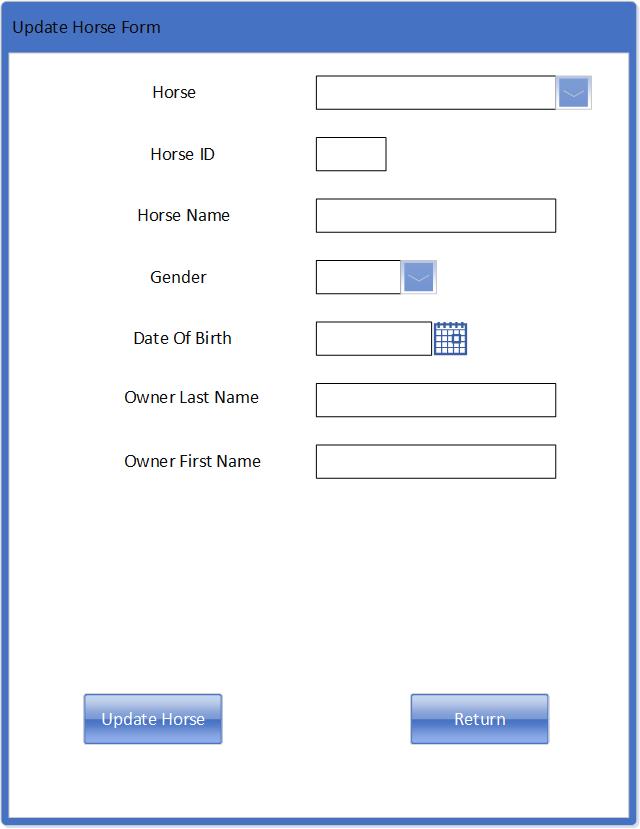 Update Horse Form
Horse
Horse ID
Horse Name
Gender
Date Of Birth
Owner Last Name
Owner First Name
Update Horse
Return